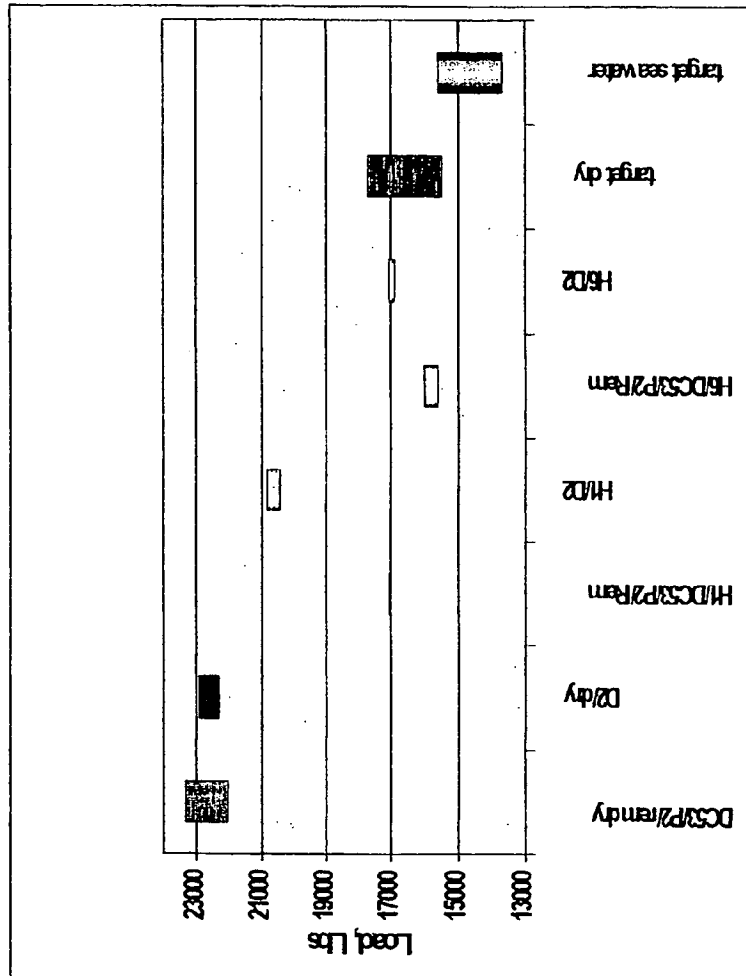 Load, Lbs
23000
21000
19000
17000
15000
13000
DC53/P2/rem dry
D2/dry
H1/DC53/P2/Rem
H1/D2
H6/DC53/P2/Rem
H6/D2
target dry
target sea water